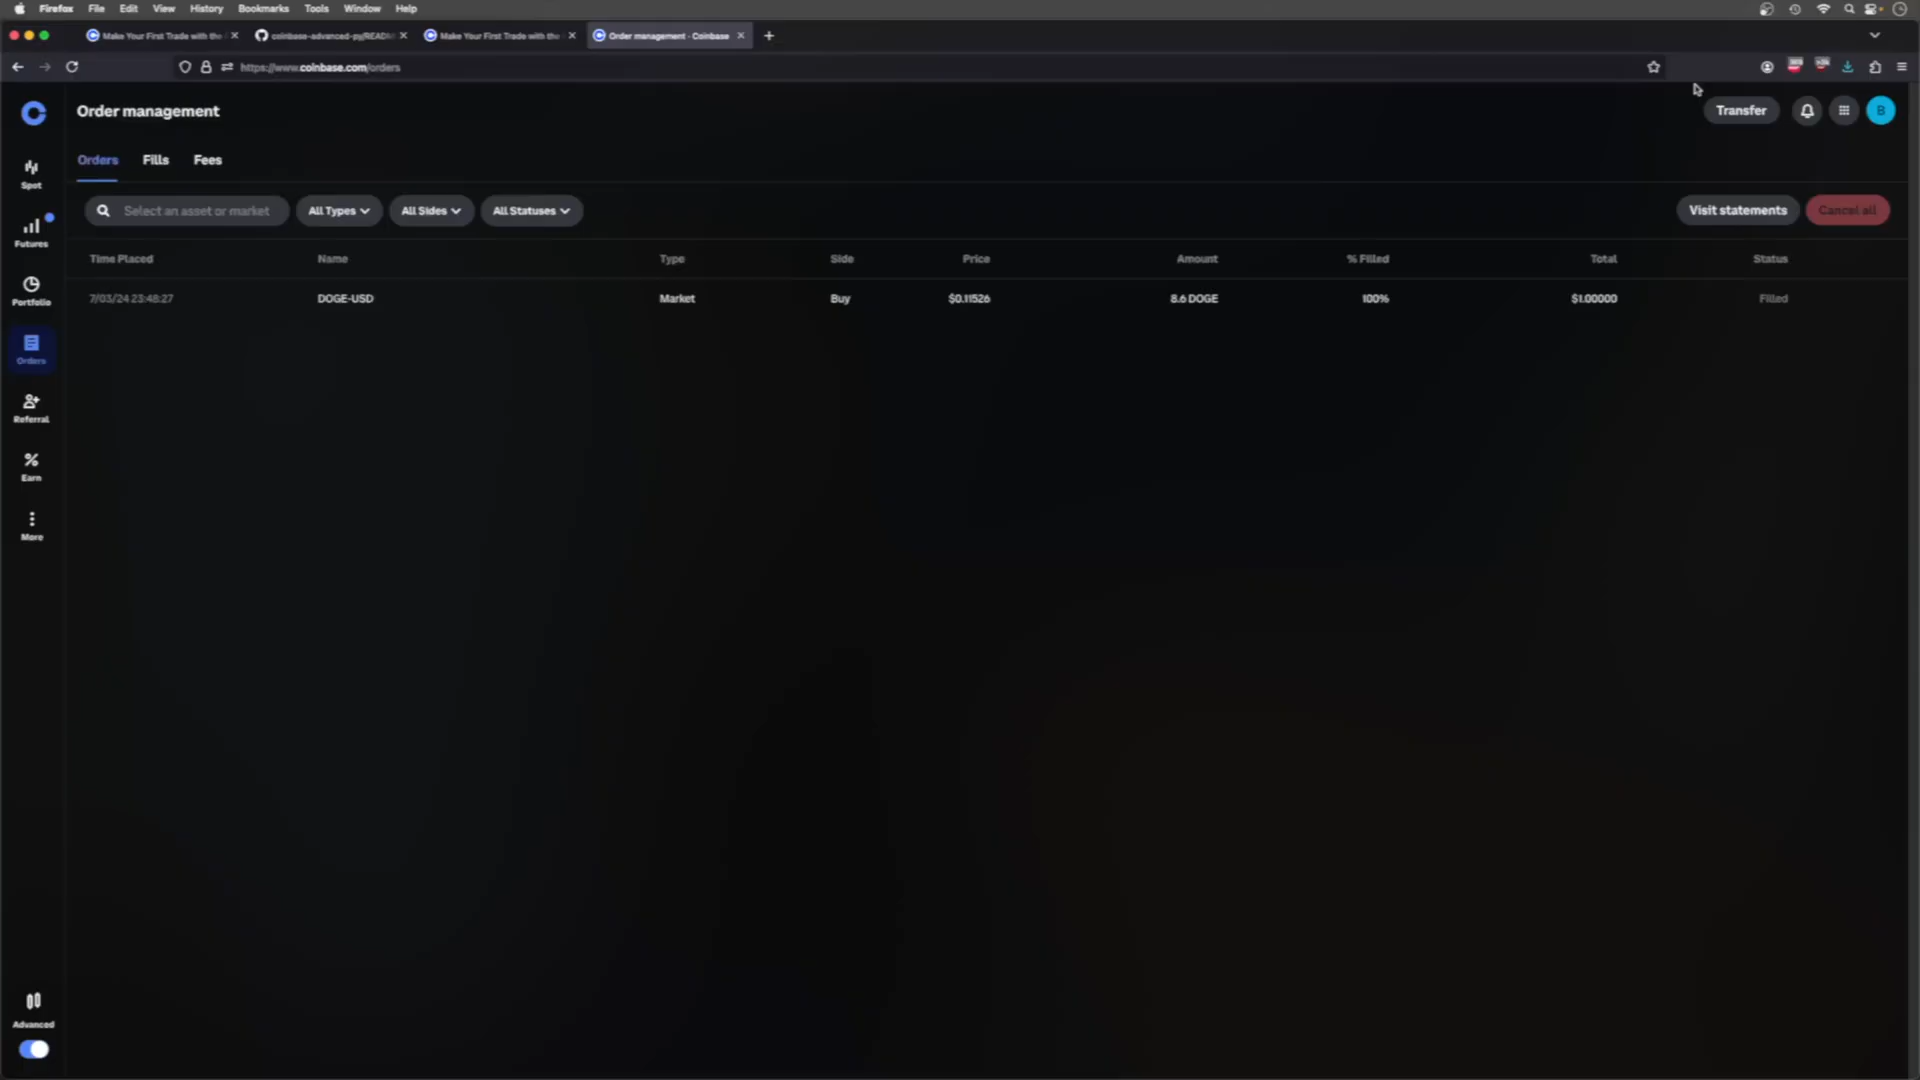 Firefox File Edit View History Bookmarks Tools Window Help
Make Your First Trade with the
coinbase-advanced-py/READ
Make Your First Trade with the
Order management - Coinbase
https://www.coinbase.com/orders
Order management
Transfer
B
Orders Fills Fees
Select an asset or market
All Types
All Sides
All Statuses
Visit statements
Cancel all
Time Placed Name Type Side Price Amount % Filled Total Status
7/03/24 23:48:27 DOGE-USD Market Buy $0.11526 8.6 DOGE 100% $1.00000 Filled
Spot
Futures
Portfolio
Orders
Referral
Earn
More
Advanced